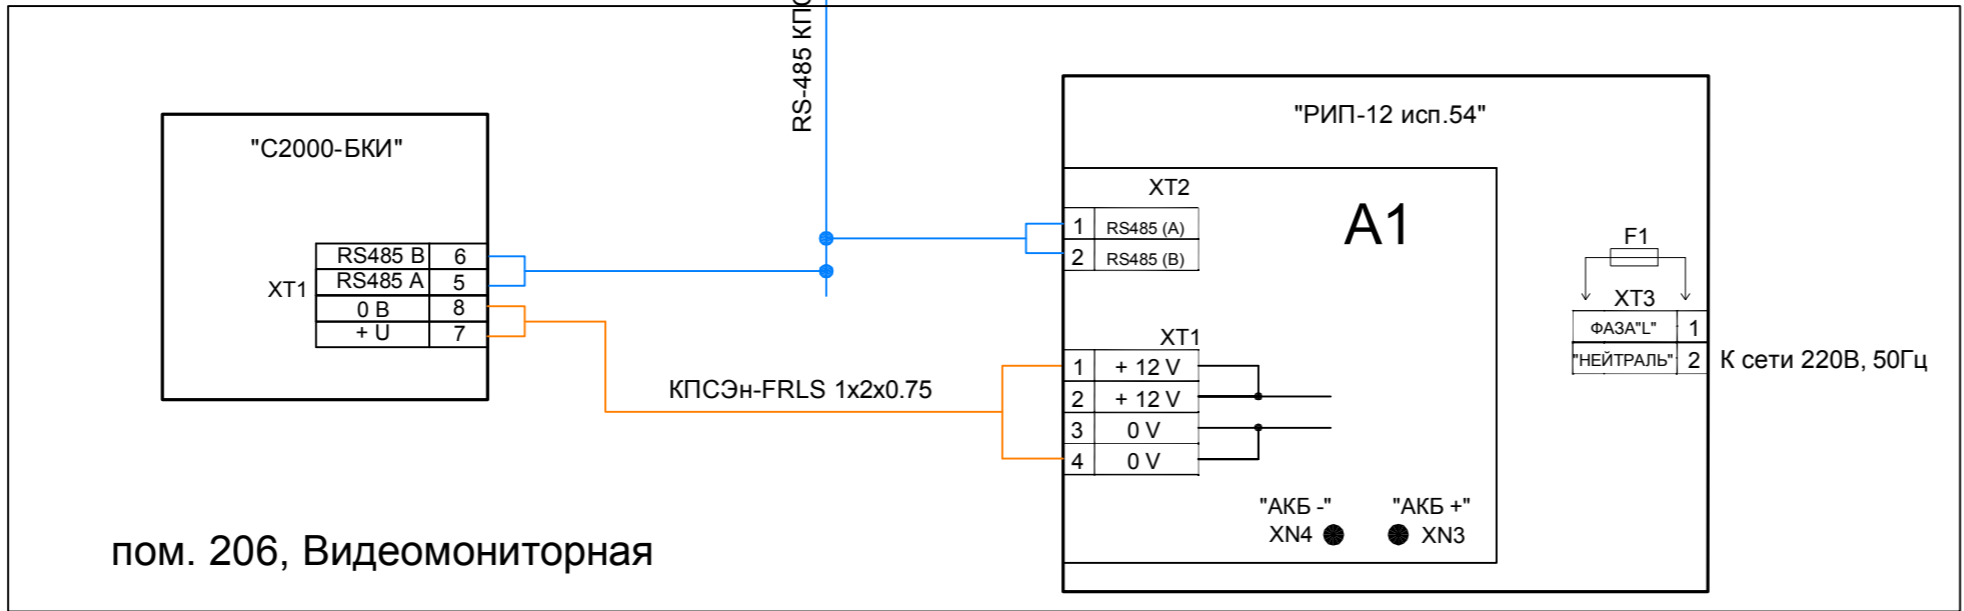 RS-485 КПС
"С2000-БКИ"
XT1
RS485 B 6
RS485 A 5
0 В 8
+ U 7
КПСЭн-FRLS 1x2x0.75
"РИП-12 исп.54"
A1
XT2
1 RS485 (A)
2 RS485 (B)
XT1
1 + 12 V
2 + 12 V
3 0 V
4 0 V
"АКБ -" "АКБ +"
XN4 XN3
F1
XT3
ФАЗА"L" 1
"НЕЙТРАЛЬ" 2
К сети 220В, 50Гц
пом. 206, Видеомониторная